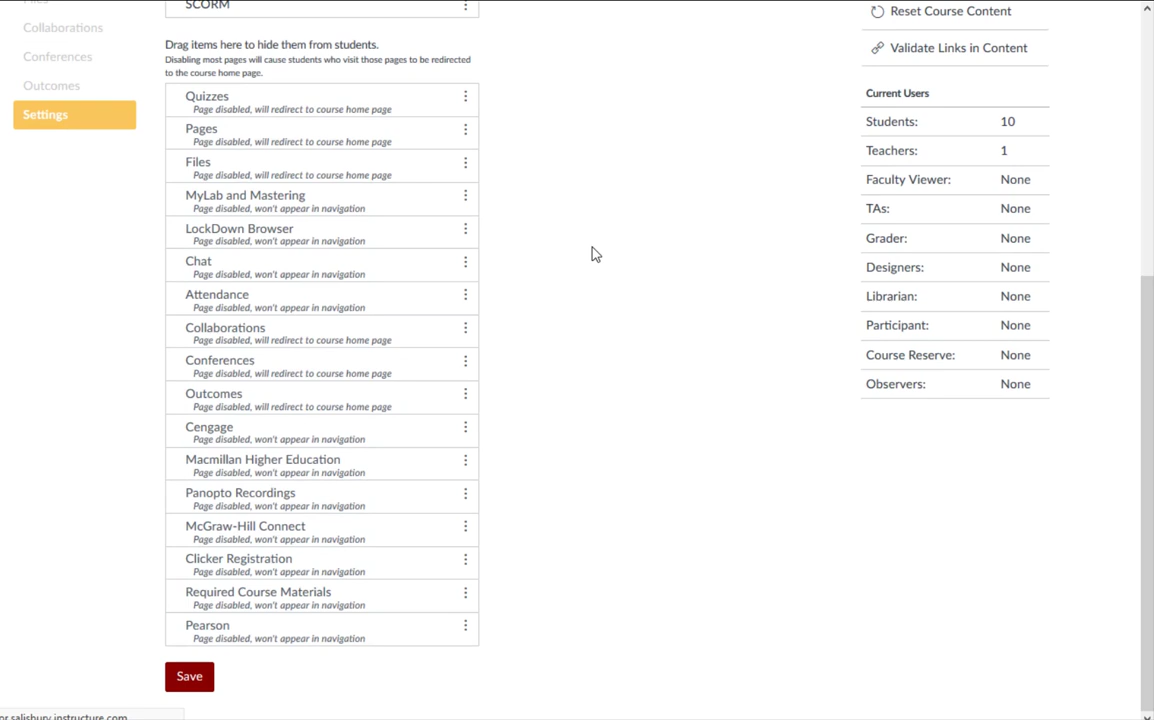 Collaborations
Conferences
Outcomes
Settings
SCORM
Drag items here to hide them from students.
Disabling most pages will cause students who visit those pages to be redirected
to the course home page.
Quizzes
Page disabled, will redirect to course home page
Pages
Page disabled, will redirect to course home page
Files
Page disabled, will redirect to course home page
MyLab and Mastering
Page disabled, won't appear in navigation
LockDown Browser
Page disabled, won't appear in navigation
Chat
Page disabled, won't appear in navigation
Attendance
Page disabled, won't appear in navigation
Collaborations
Page disabled, will redirect to course home page
Conferences
Page disabled, will redirect to course home page
Outcomes
Page disabled, will redirect to course home page
Cengage
Page disabled, won't appear in navigation
Macmillan Higher Education
Page disabled, won't appear in navigation
Panopto Recordings
Page disabled, won't appear in navigation
McGraw-Hill Connect
Page disabled, won't appear in navigation
Clicker Registration
Page disabled, won't appear in navigation
Required Course Materials
Page disabled, won't appear in navigation
Pearson
Page disabled, won't appear in navigation
Save
or salisbury.instructure.com
Reset Course Content
Validate Links in Content
Current Users
Students: 10
Teachers: 1
Faculty Viewer: None
TAs: None
Grader: None
Designers: None
Librarian: None
Participant: None
Course Reserve: None
Observers: None